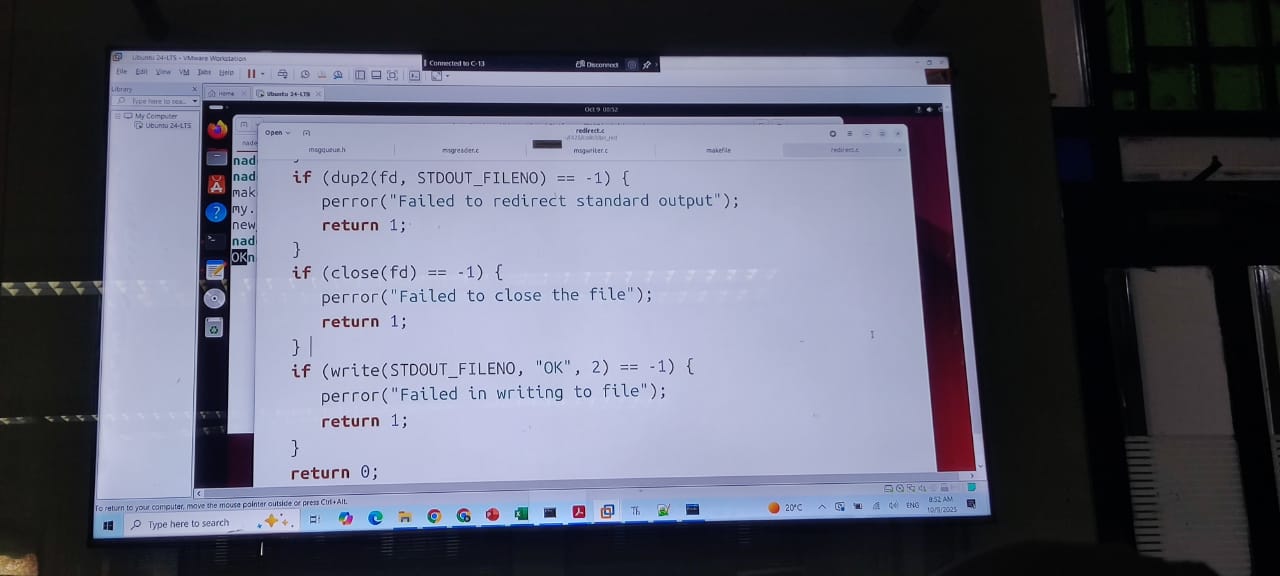 Ubuntu 24-LTS - VMware Workstation
Connected to C-13
Disconnect
File Edit View VM Tabs Help
Library
Home
Ubuntu 24-LTS
Type here to sea...
My Computer
Ubuntu 24-LTS
Oct 9 08:52
Open
redirect.c
msgqueue.h
msgreader.c
msgwriter.c
makefile
redirect.c
nad
nad
mak
my.
new
nad
OKn
if (dup2(fd, STDOUT_FILENO) == -1) {
perror("Failed to redirect standard output");
return 1;
}
if (close(fd) == -1) {
perror("Failed to close the file");
return 1;
}
if (write(STDOUT_FILENO, "OK", 2) == -1) {
perror("Failed in writing to file");
return 1;
}
return 0;
To return to your computer, move the mouse pointer outside or press Ctrl+Alt.
Type here to search
20°C
ENG
8:52 AM
10/9/2025